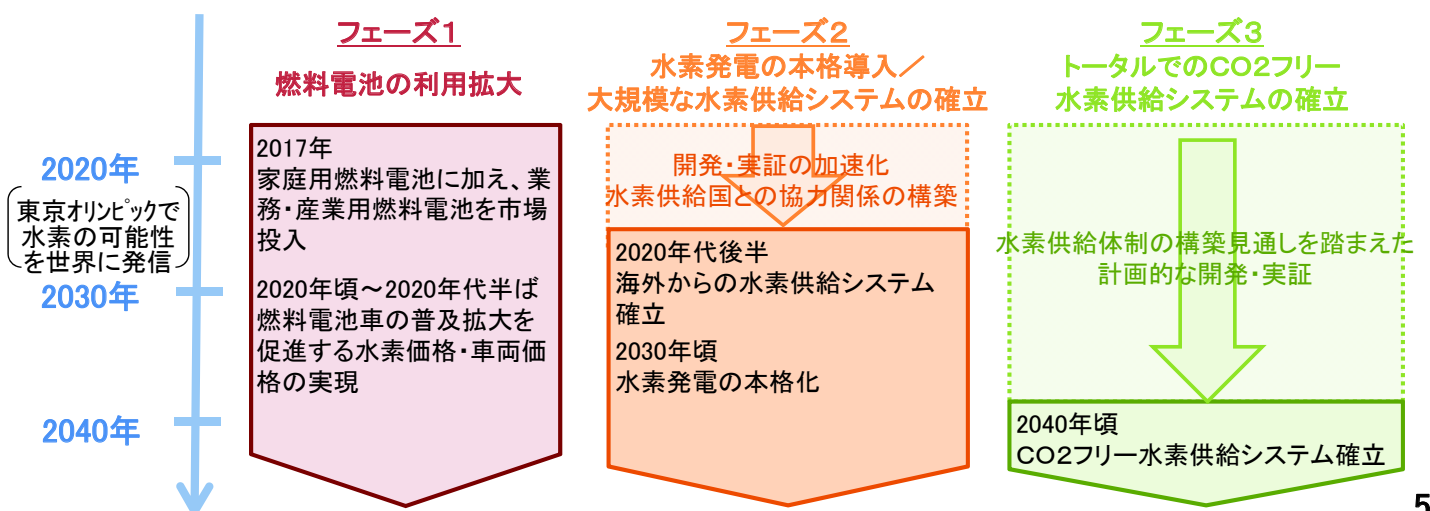 2020年
東京オリンピックで
水素の可能性
を世界に発信
2030年
2040年
フェーズ1
燃料電池の利用拡大
2017年
家庭用燃料電池に加え、業
務・産業用燃料電池を市場
投入
2020年頃~2020年代半ば
燃料電池車の普及拡大を
促進する水素価格・車両価
格の実現
フェーズ2
水素発電の本格導入/
大規模な水素供給システムの確立
開発・実証の加速化
水素供給国との協力関係の構築
2020年代後半
海外からの水素供給システム
確立
2030年頃
水素発電の本格化
フェーズ3
トータルでのCO2フリー
水素供給システムの確立
水素供給体制の構築見通しを踏まえた
計画的な開発・実証
2040年頃
CO2フリー水素供給システム確立
5